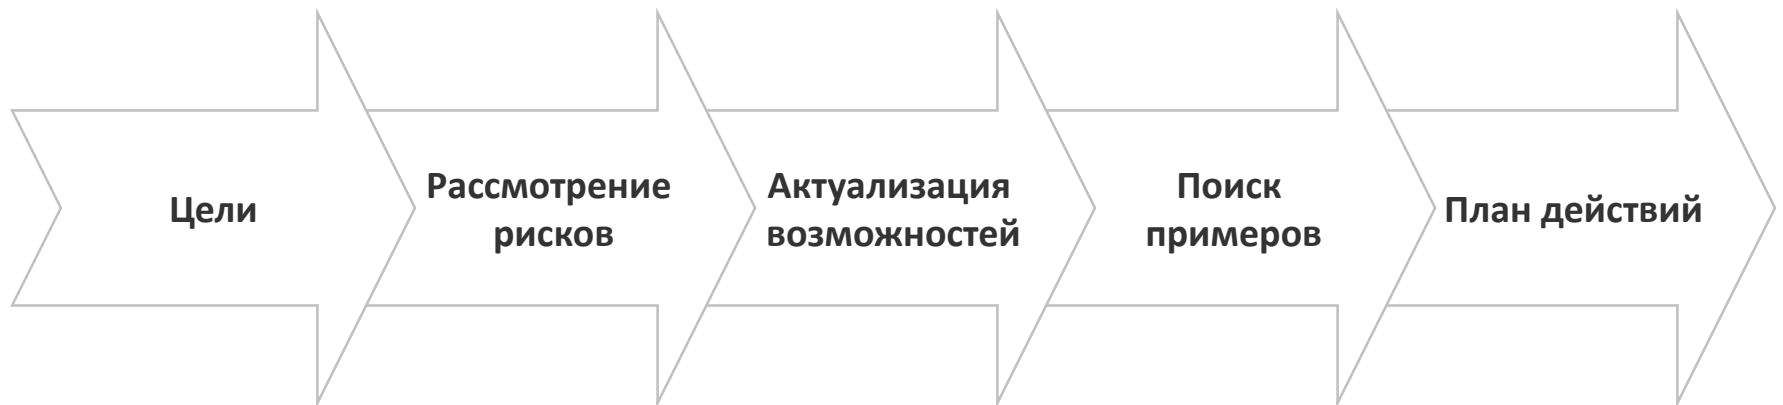 Цели
Рассмотрение
рисков
Актуализация
возможностей
Поиск
примеров
План действий